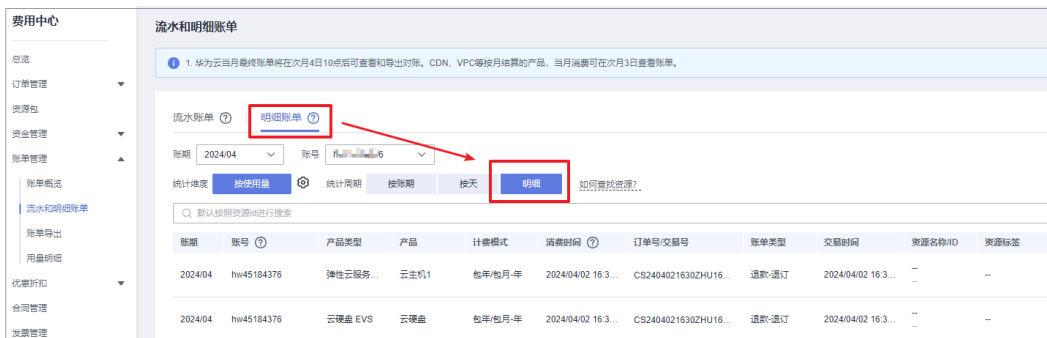 费用中心
总览
订单管理
资源包
资金管理
账单管理
账单概览
流水和明细账单
账单导出
用量明细
优惠折扣
合同管理
发票管理
流水和明细账单
1. 华为云当月最终账单将在次月4日10点后可查看和导出对账。CDN、VPC等按月结算的产品，当月消费可在次月3日查看账单。
流水账单 明细账单
账期 2024/04 账号
统计维度 按使用量 统计周期 按账期 按天 明细 如何查找资源?
默认按照资源id进行搜索
账期 账号 产品类型 产品 计费模式 消费时间 订单号/交易号 账单类型 交易时间 资源名称/ID 资源标签
2024/04 hw45184376 弹性云服务... 云主机1 包年/包月-年 2024/04/02 16:3... CS2404021630ZHU16... 退款-退订 2024/04/02 16:3... -- -- --
2024/04 hw45184376 云硬盘 EVS 云硬盘 包年/包月-年 2024/04/02 16:3... CS2404021630ZHU16... 退款-退订 2024/04/02 16:3... -- -- --